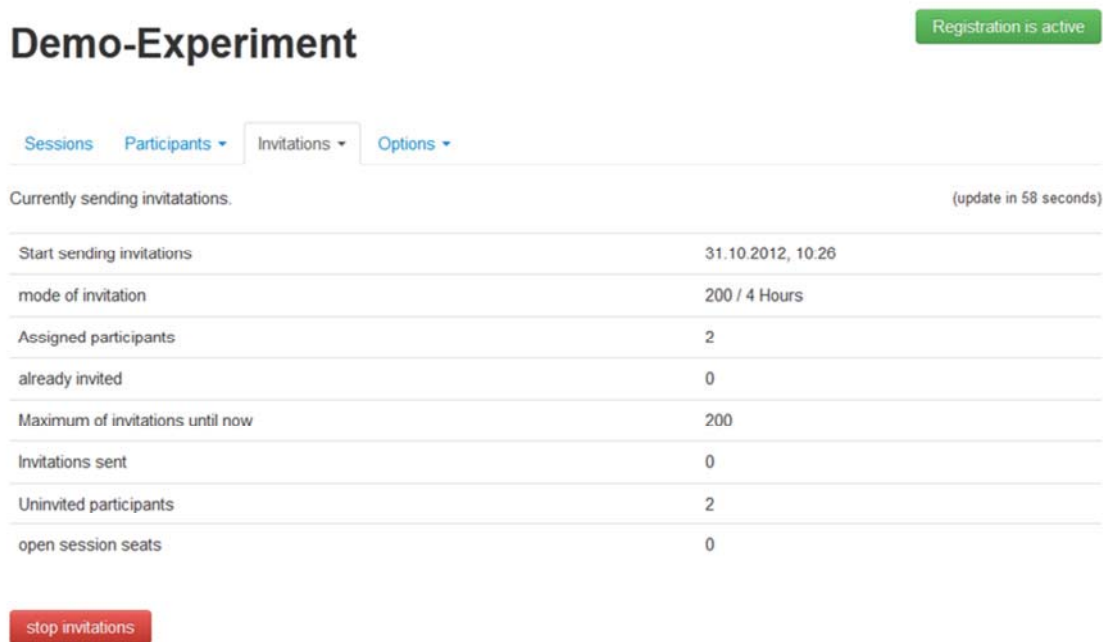 Demo-Experiment
Registration is active
Sessions Participants Invitations Options
Currently sending invitatations. (update in 58 seconds)
Start sending invitations 31.10.2012, 10:26
mode of invitation 200 / 4 Hours
Assigned participants 2
already invited 0
Maximum of invitations until now 200
Invitations sent 0
Uninvited participants 2
open session seats 0
stop invitations